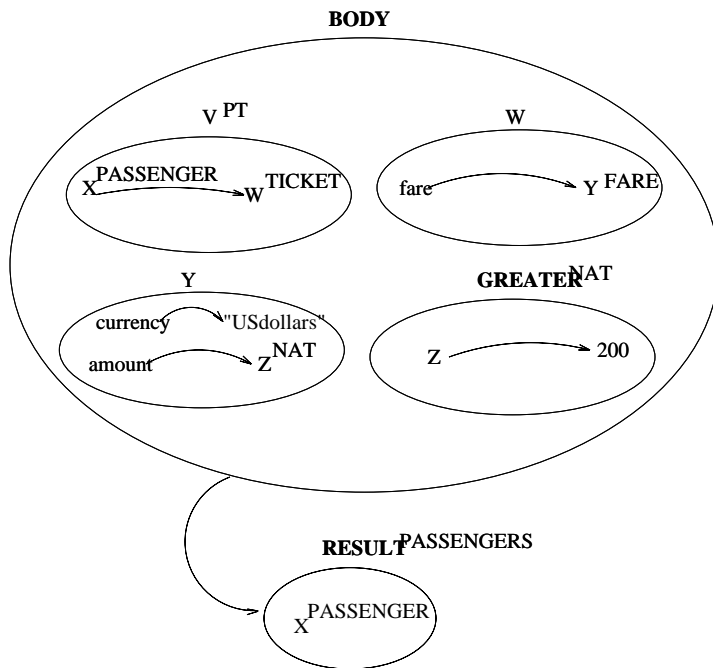 BODY
V PT
W
X PASSENGER W TICKET
fare Y FARE
Y
GREATER NAT
currency "USdollars"
amount Z NAT
Z 200
RESULT PASSENGERS
X PASSENGER